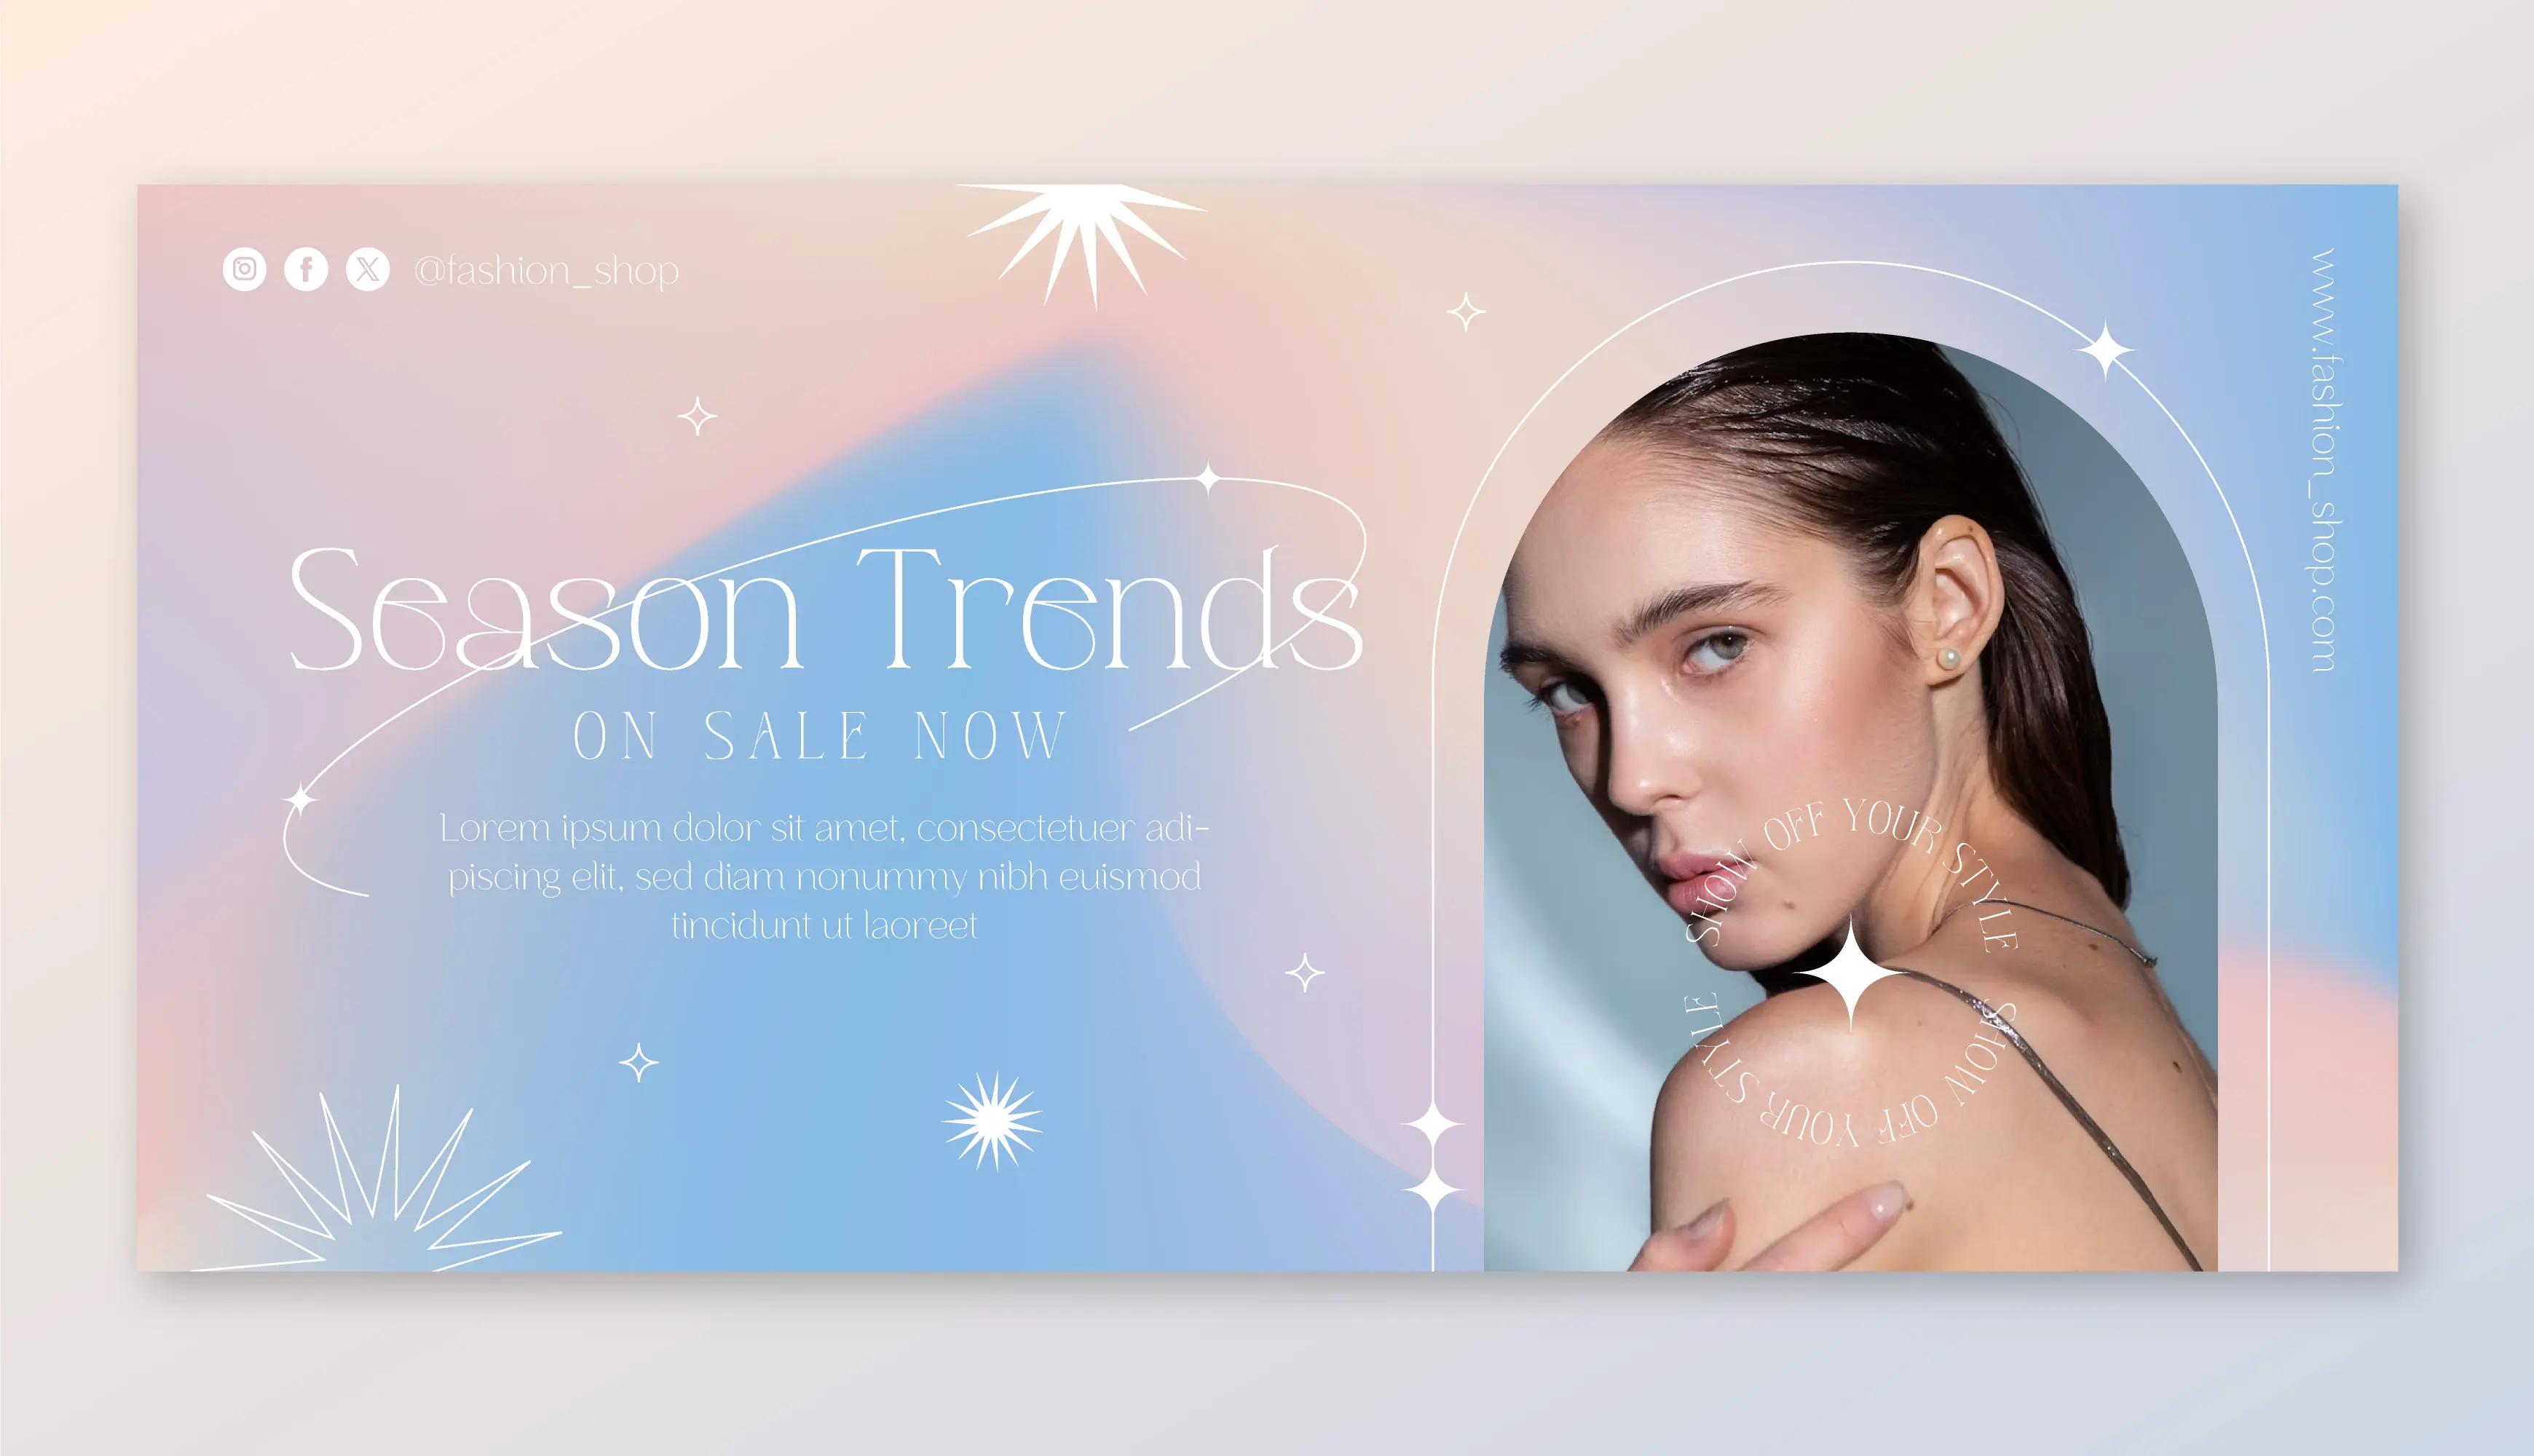 @fashion_shop
www.fashion_shop.com
Season Trends
ON SALE NOW
Lorem ipsum dolor sit amet, consectetuer adi-
piscing elit, sed diam nonummy nibh euismod
tincidunt ut laoreet
SHOW OFF YOUR STYLE
SHOW OFF YOUR STYLE